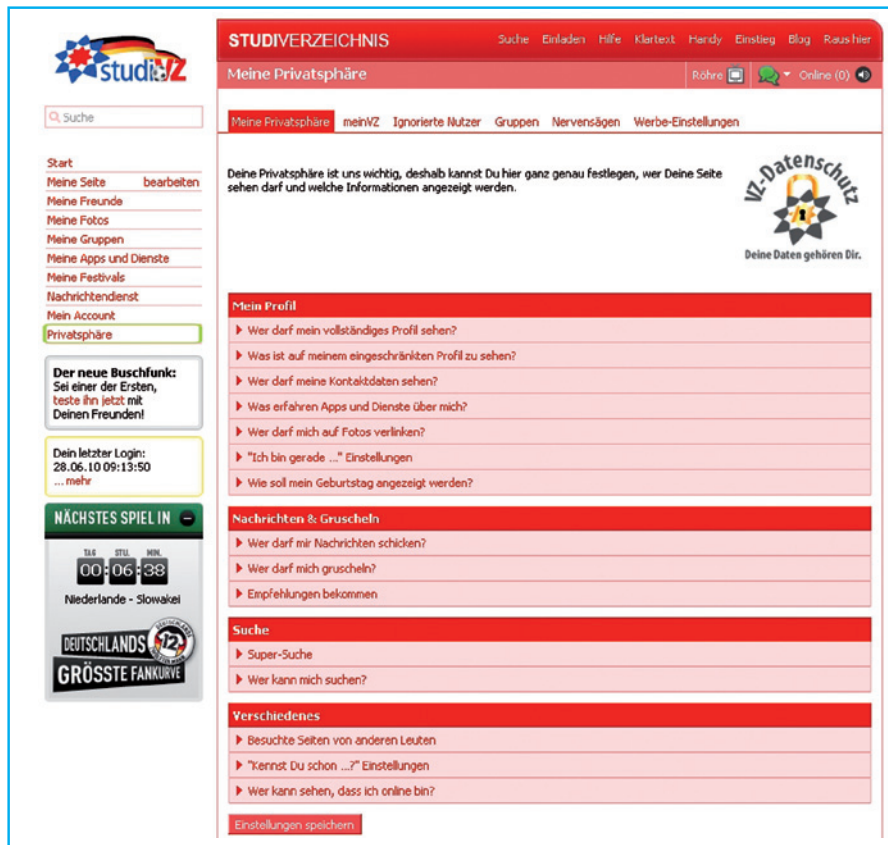 studiVZ
STUDIVERZEICHNIS
Suche Einladen Hilfe Klartext Handy Einstieg Blog Raus hier
Meine Privatsphäre
Röhre Online (0)
Suche
Meine Privatsphäre meinVZ Ignorierte Nutzer Gruppen Nervensägen Werbe-Einstellungen
Start
Meine Seite bearbeiten
Meine Freunde
Meine Fotos
Meine Gruppen
Meine Apps und Dienste
Meine Festivals
Nachrichtendienst
Mein Account
Privatsphäre
Der neue Buschfunk:
Sei einer der Ersten,
teste ihn jetzt mit
Deinen Freunden!
Dein letzter Login:
28.06.10 09:13:50
... mehr
NÄCHSTES SPIEL IN
TAG STU. MIN.
00:06:38
Niederlande - Slowakei
DEUTSCHLANDS 12.
GRÖSSTE FANKURVE
Deine Privatsphäre ist uns wichtig, deshalb kannst Du hier ganz genau festlegen, wer Deine Seite
sehen darf und welche Informationen angezeigt werden.
VZ-Datenschutz
Deine Daten gehören Dir.
Mein Profil
Wer darf mein vollständiges Profil sehen?
Was ist auf meinem eingeschränkten Profil zu sehen?
Wer darf meine Kontaktdaten sehen?
Was erfahren Apps und Dienste über mich?
Wer darf mich auf Fotos verlinken?
"Ich bin gerade ..." Einstellungen
Wie soll mein Geburtstag angezeigt werden?
Nachrichten & Gruscheln
Wer darf mir Nachrichten schicken?
Wer darf mich gruscheln?
Empfehlungen bekommen
Suche
Super-Suche
Wer kann mich suchen?
Verschiedenes
Besuchte Seiten von anderen Leuten
"Kennst Du schon ...?" Einstellungen
Wer kann sehen, dass ich online bin?
Einstellungen speichern